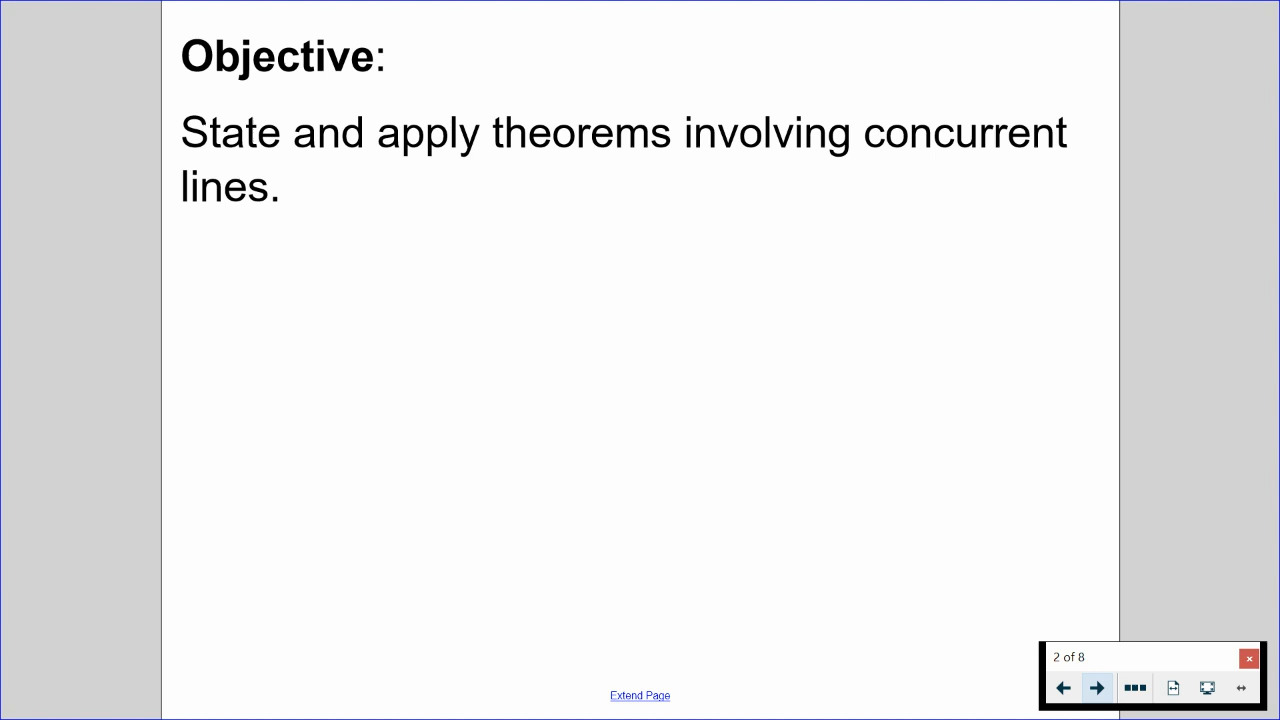 Objective:
State and apply theorems involving concurrent
lines.
2 of 8
Extend Page